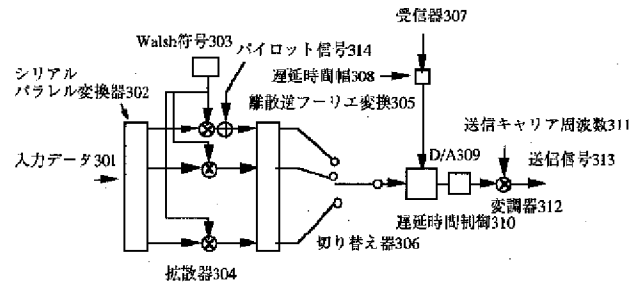 受信器307
Walsh符号303
パイロット信号314
遅延時間幅308
シリアル
パラレル変換器302
離散逆フーリエ変換305
送信キャリア周波数311
入力データ301
D/A309
送信信号313
変調器312
遅延時間制御310
切り替え器306
拡散器304